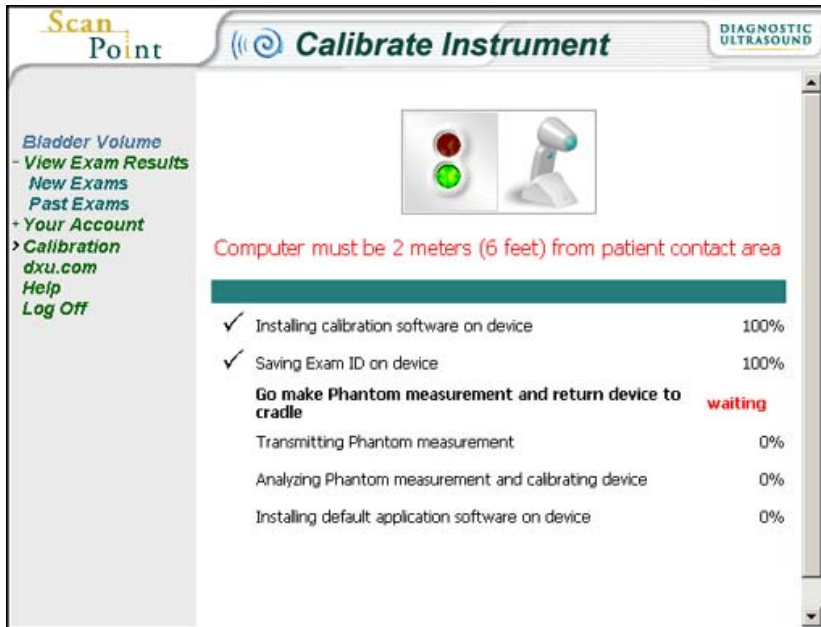 Scan
Point
Calibrate Instrument
DIAGNOSTIC
ULTRASOUND
Bladder Volume
- View Exam Results
New Exams
Past Exams
+ Your Account
> Calibration
dxu.com
Help
Log Off
Computer must be 2 meters (6 feet) from patient contact area
✓ Installing calibration software on device 100%
✓ Saving Exam ID on device 100%
Go make Phantom measurement and return device to
cradle
waiting
Transmitting Phantom measurement 0%
Analyzing Phantom measurement and calibrating device 0%
Installing default application software on device 0%